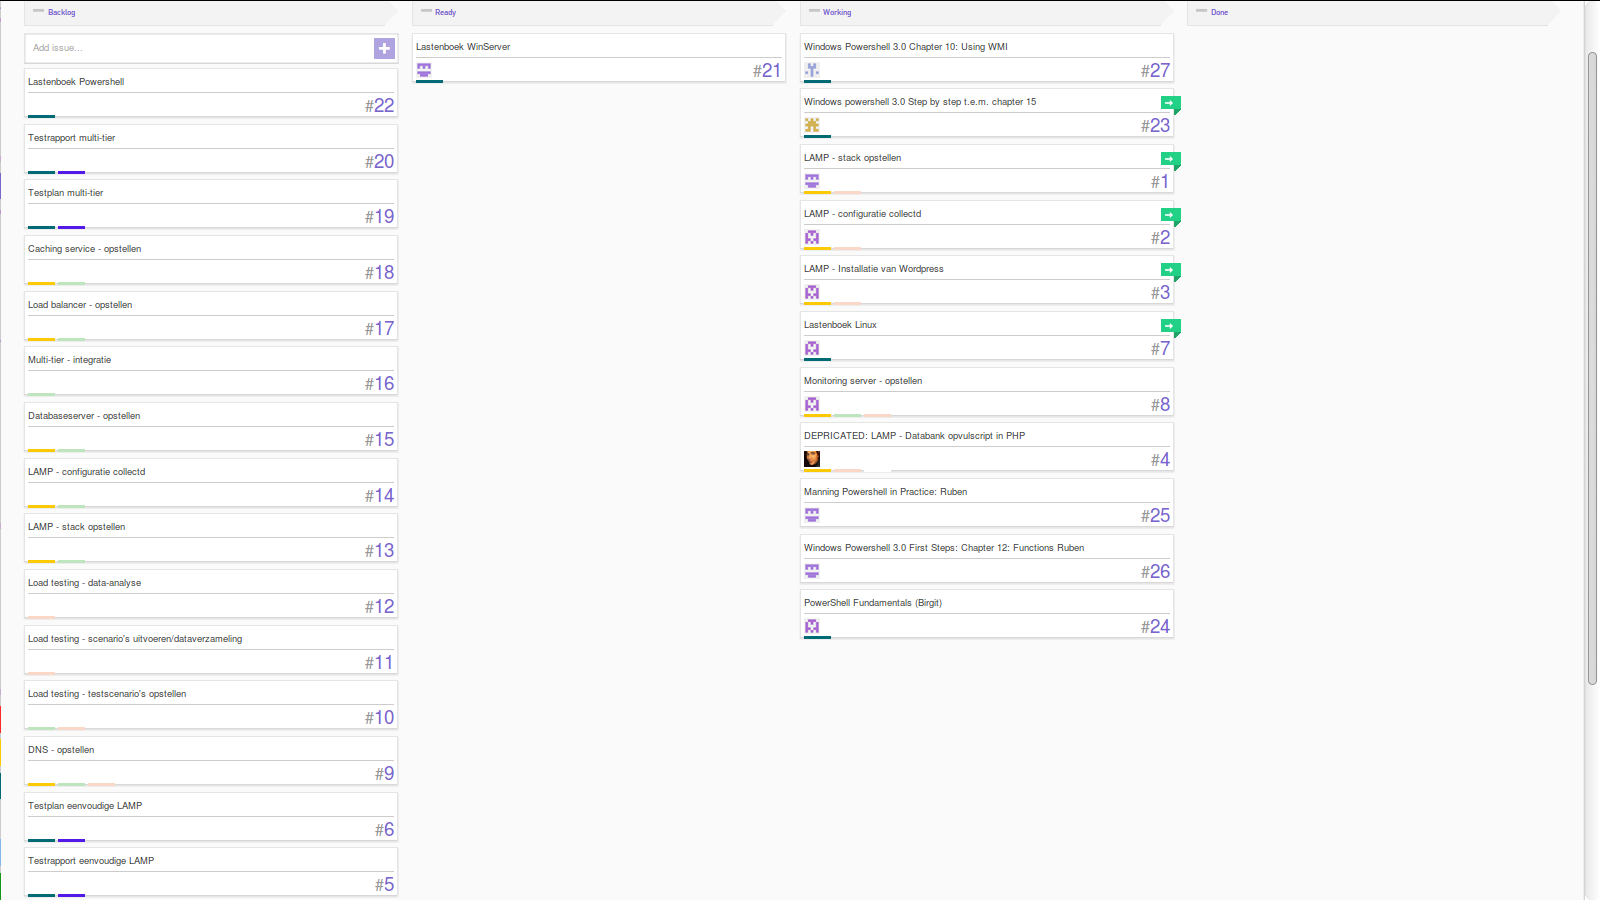 Backlog
Add issue...
Lastenboek Powershell
#22
Testrapport multi-tier
#20
Testplan multi-tier
#19
Caching service - opstellen
#18
Load balancer - opstellen
#17
Multi-tier - integratie
#16
Databaseserver - opstellen
#15
LAMP - configuratie collectd
#14
LAMP - stack opstellen
#13
Load testing - data-analyse
#12
Load testing - scenario's uitvoeren/dataverzameling
#11
Load testing - testscenario's opstellen
#10
DNS - opstellen
#9
Testplan eenvoudige LAMP
#6
Testrapport eenvoudige LAMP
#5
Ready
Lastenboek WinServer
#21
Working
Windows Powershell 3.0 Chapter 10: Using WMI
#27
Windows powershell 3.0 Step by step t.e.m. chapter 15
#23
LAMP - stack opstellen
#1
LAMP - configuratie collectd
#2
LAMP - Installatie van Wordpress
#3
Lastenboek Linux
#7
Monitoring server - opstellen
#8
DEPRICATED: LAMP - Databank opvulscript in PHP
#4
Manning Powershell in Practice: Ruben
#25
Windows Powershell 3.0 First Steps: Chapter 12: Functions Ruben
#26
PowerShell Fundamentals (Birgit)
#24
Done